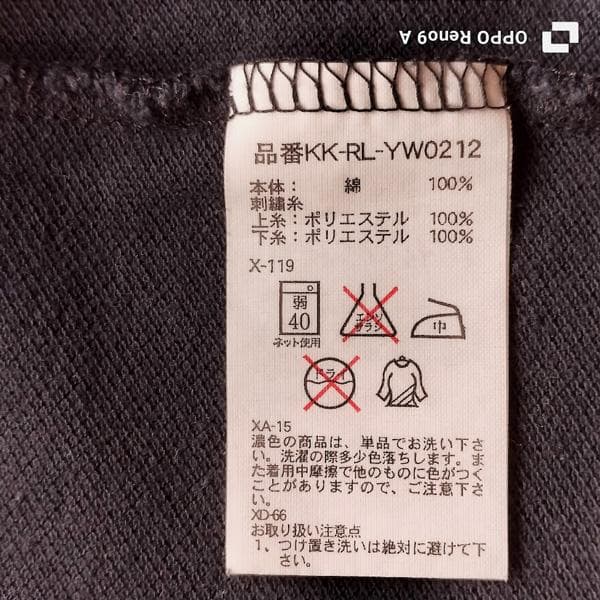 OPPO Reno9 A
品番KK-RL-YW0212
本体： 綿 100%
刺繍糸
上糸：ポリエステル 100%
下糸：ポリエステル 100%
X-119
弱
40
ネット使用
エンソ
サラシ
巾
ドライ
XA-15
濃色の商品は、単品でお洗い下さ
い。洗濯の際多少色落ちします。ま
た着用中摩擦で他のものに色がつく
ことがありますので、ご注意下さ
い。
XD-66
お取り扱い注意点
1、つけ置き洗いは絶対に避けて下
さい。